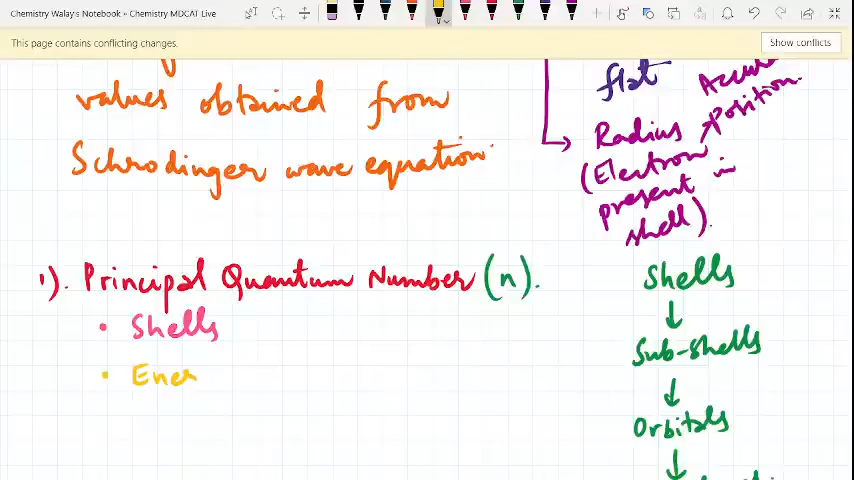 Chemistry Walay's Notebook » Chemistry MDCAT Live
This page contains conflicting changes.
Show conflicts
values obtained from
Schrodinger wave equation.
flat
Position.
Radius
(Electron
present in
shell).
1). Principal Quantum Number (n).
• Shells
• Ener
Shells
↓
Sub-shells
↓
Orbitals
↓